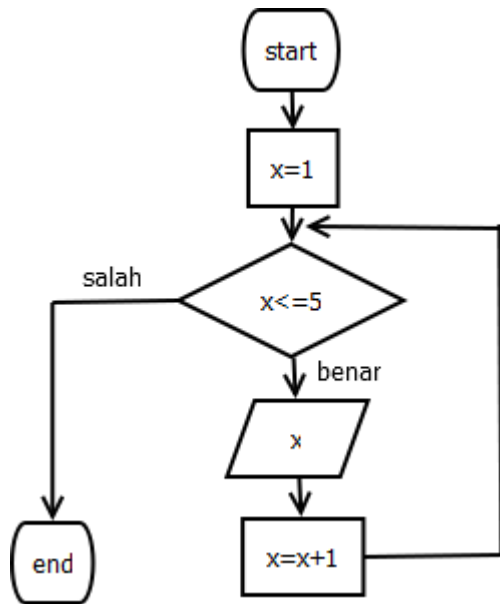 start
x=1
x<=5
salah
benar
x
x=x+1
end